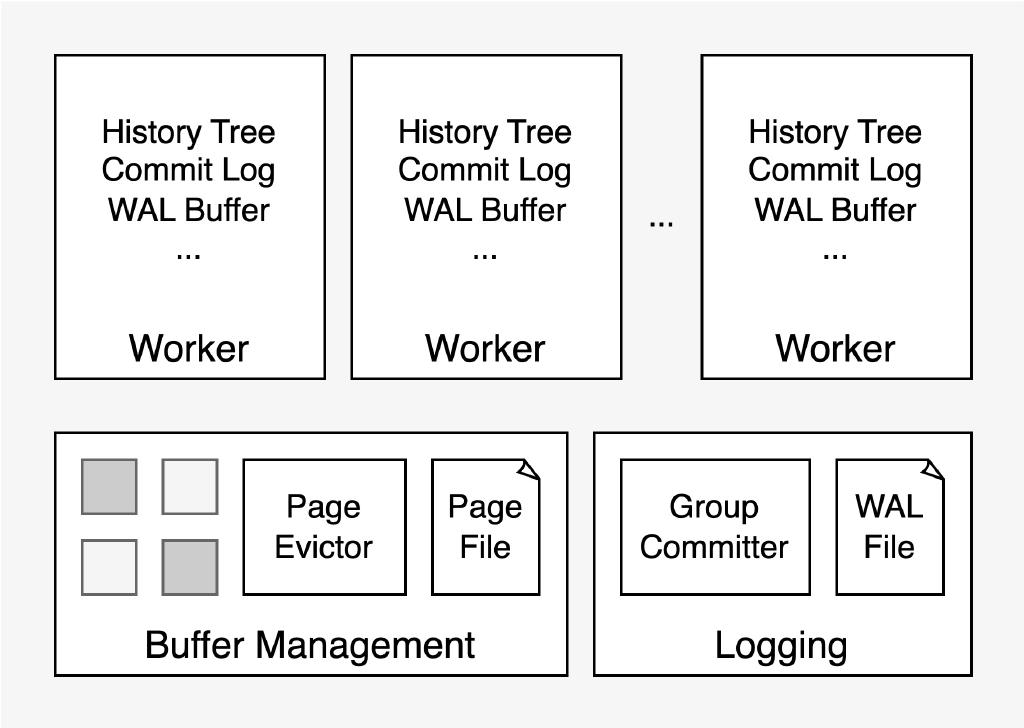 History Tree
Commit Log
WAL Buffer
...
Worker
History Tree
Commit Log
WAL Buffer
...
Worker
...
History Tree
Commit Log
WAL Buffer
...
Worker
Page
Evictor
Page
File
Buffer Management
Group
Committer
WAL
File
Logging